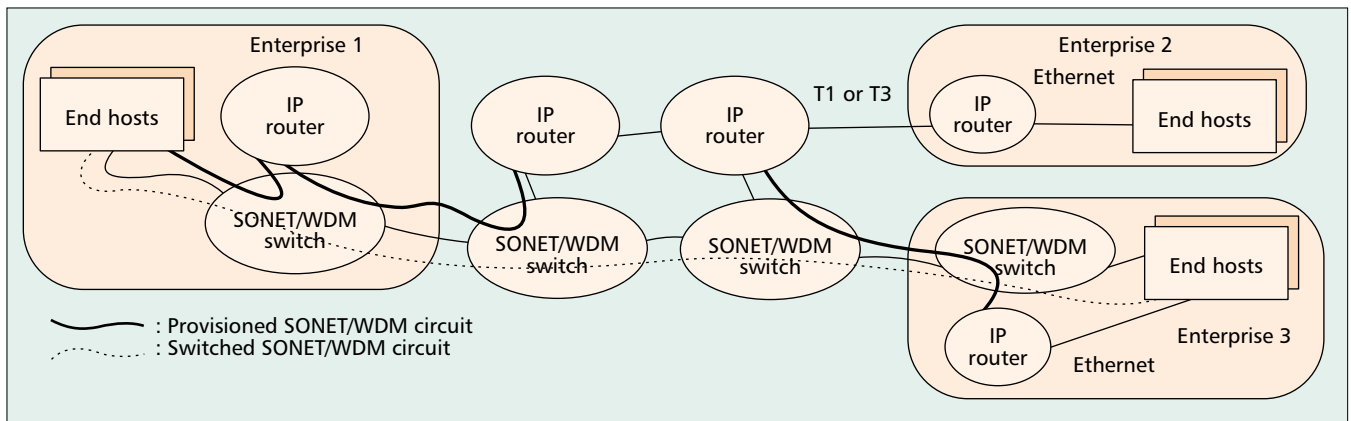 Enterprise 1
End hosts
IP
router
SONET/WDM
switch
IP
router
SONET/WDM
switch
IP
router
SONET/WDM
switch
T1 or T3
Enterprise 2
Ethernet
IP
router
End hosts
SONET/WDM
switch
End hosts
IP
router
Enterprise 3
Ethernet
: Provisioned SONET/WDM circuit
: Switched SONET/WDM circuit